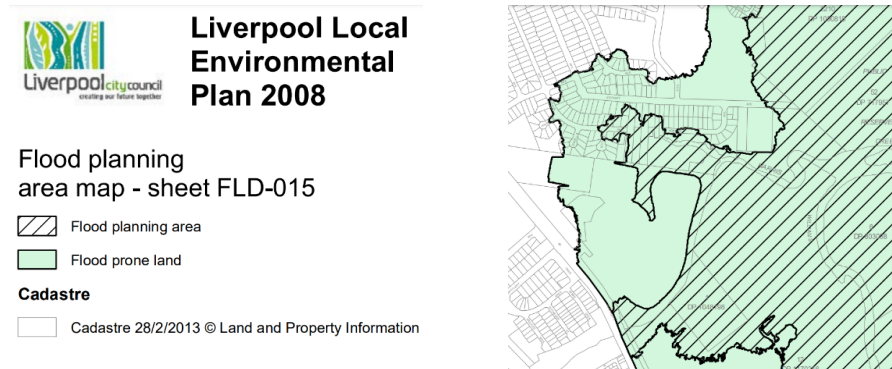 Liverpool city council
creating our future together
Liverpool Local
Environmental
Plan 2008
Flood planning
area map - sheet FLD-015
Flood planning area
Flood prone land
Cadastre
Cadastre 28/2/2013 © Land and Property Information